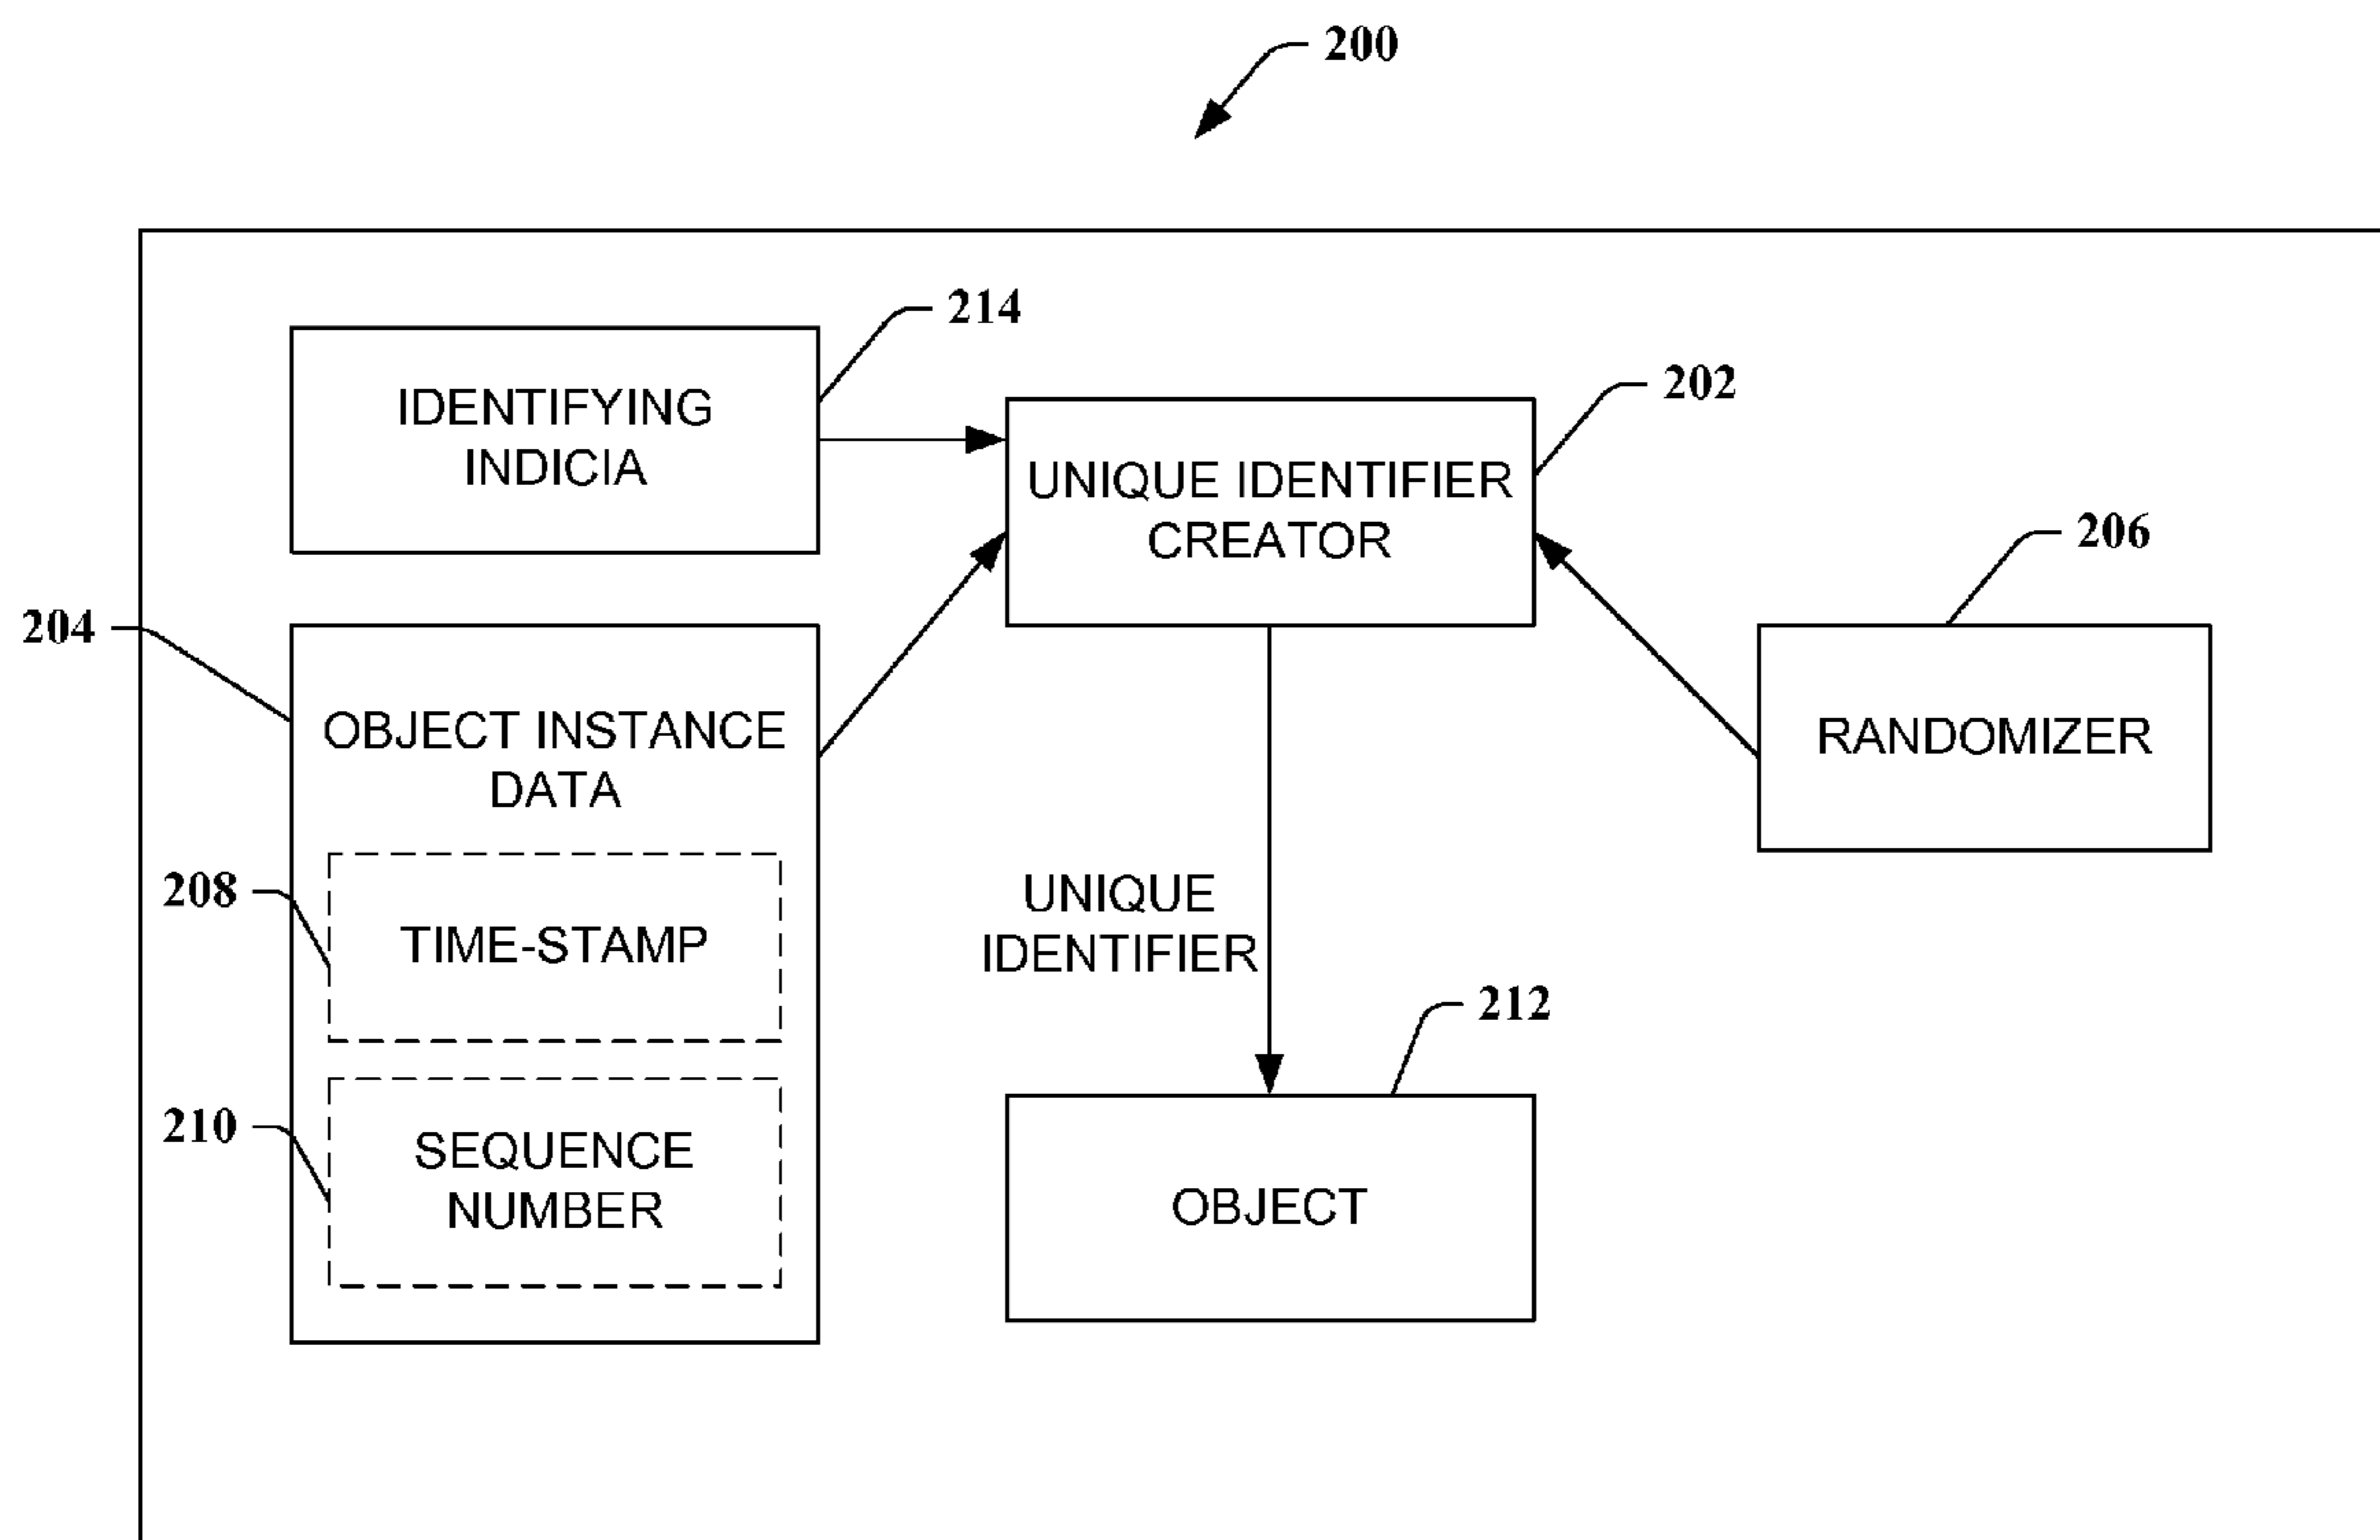 200
214
IDENTIFYING
INDICIA
202
UNIQUE IDENTIFIER
CREATOR
206
204
OBJECT INSTANCE
DATA
RANDOMIZER
208
TIME-STAMP
UNIQUE
IDENTIFIER
212
210
SEQUENCE
NUMBER
OBJECT